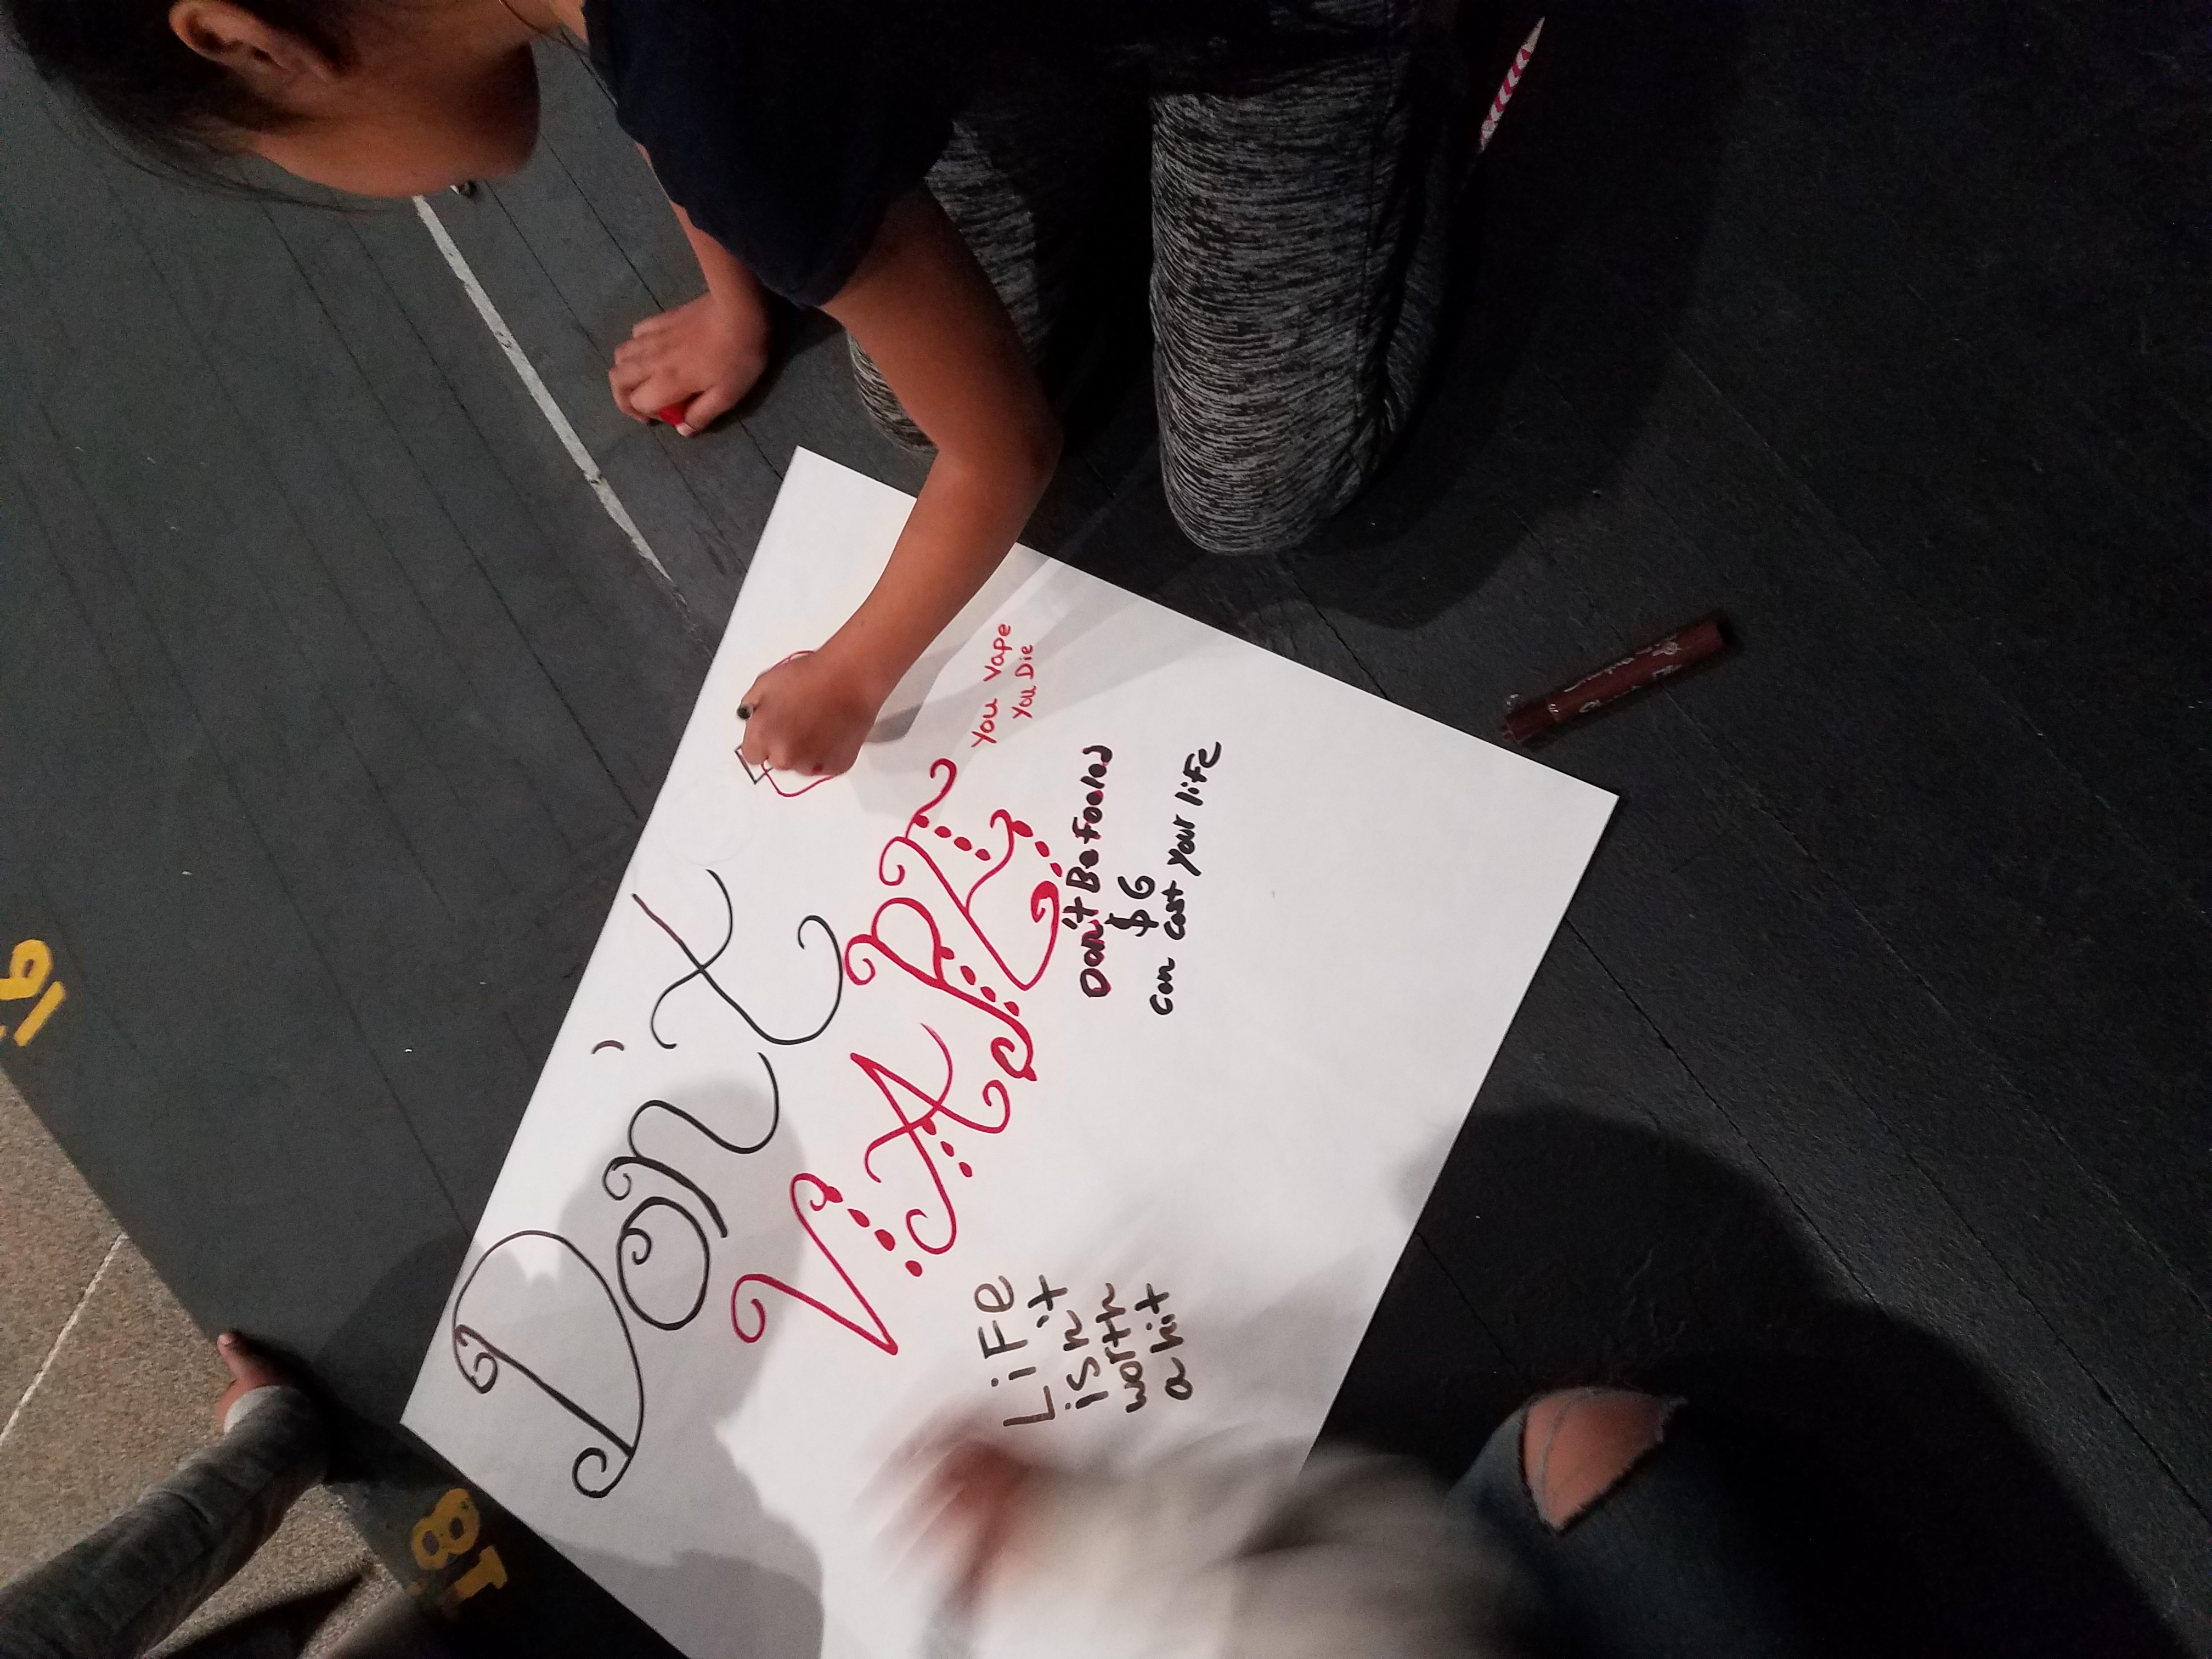 16
18
Don't
VAPE
You Vape
You Die
LiFe
isn't
worth
a hit
Don't Be Fooled
$6
can cost your life